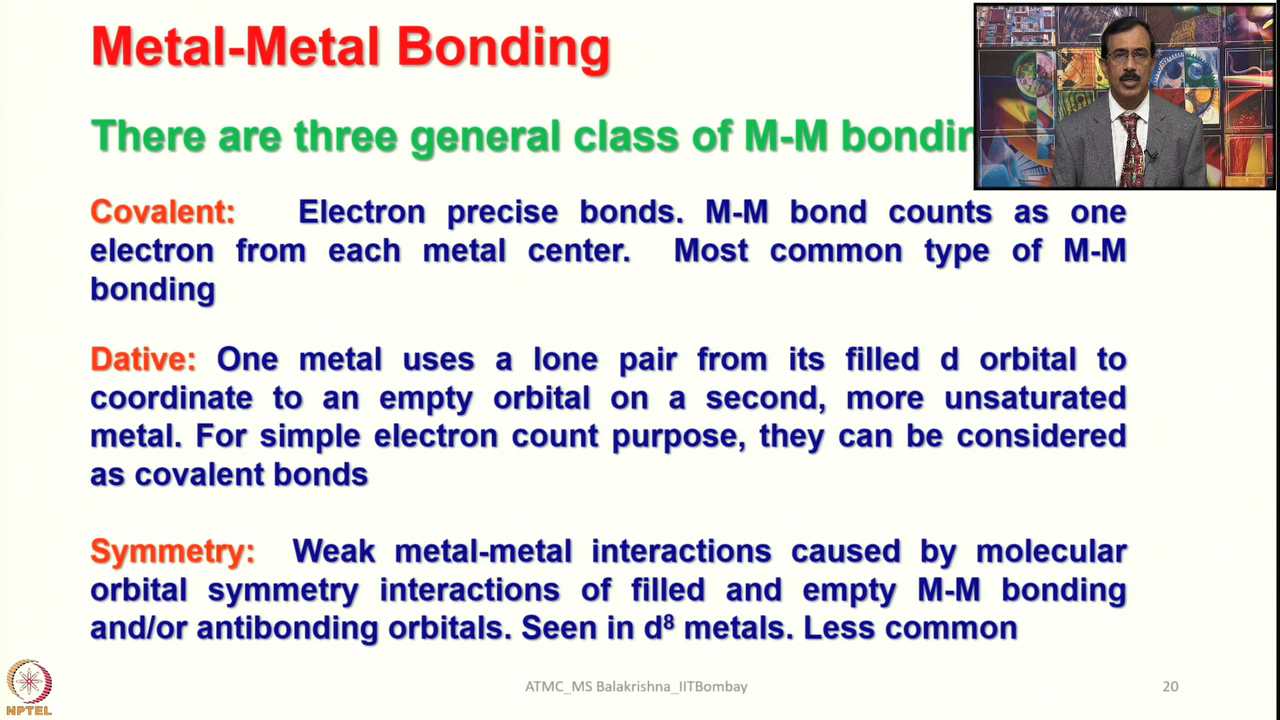 Metal-Metal Bonding
There are three general class of M-M
Covalent: Electron precise bonds. M-M bond counts as one
electron from each metal center. Most common type of M-M
bonding
Dative: One metal uses a lone pair from its filled d orbital to
coordinate to an empty orbital on a second, more unsaturated
metal. For simple electron count purpose, they can be considered
as covalent bonds
Symmetry: Weak metal-metal interactions caused by molecular
orbital symmetry interactions of filled and empty M-M bonding
and/or antibonding orbitals. Seen in d⁸ metals. Less common
NPTEL
ATMC_MS Balakrishna_IITBombay
20